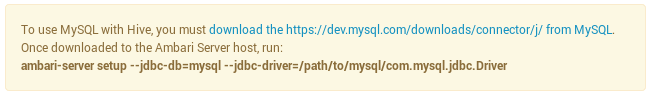 To use MySQL with Hive, you must download the https://dev.mysql.com/downloads/connector/j/ from MySQL.
Once downloaded to the Ambari Server host, run:
ambari-server setup --jdbc-db=mysql --jdbc-driver=/path/to/mysql/com.mysql.jdbc.Driver